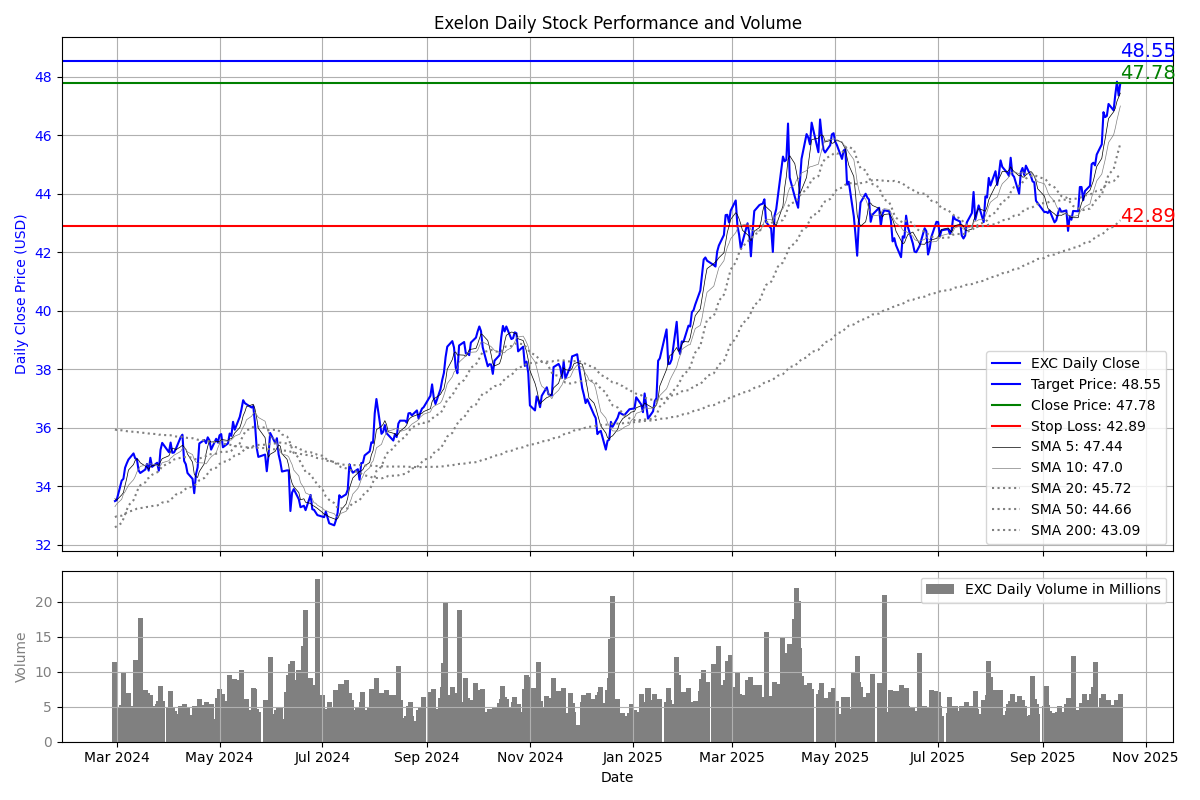 Exelon Daily Stock Performance and Volume
48.55
47.78
42.89
Daily Close Price (USD)
48
46
44
42
40
38
36
34
32
EXC Daily Close
Target Price: 48.55
Close Price: 47.78
Stop Loss: 42.89
SMA 5: 47.44
SMA 10: 47.0
SMA 20: 45.72
SMA 50: 44.66
SMA 200: 43.09
Volume
20
15
10
5
0
EXC Daily Volume in Millions
Mar 2024 May 2024 Jul 2024 Sep 2024 Nov 2024 Jan 2025 Mar 2025 May 2025 Jul 2025 Sep 2025 Nov 2025
Date